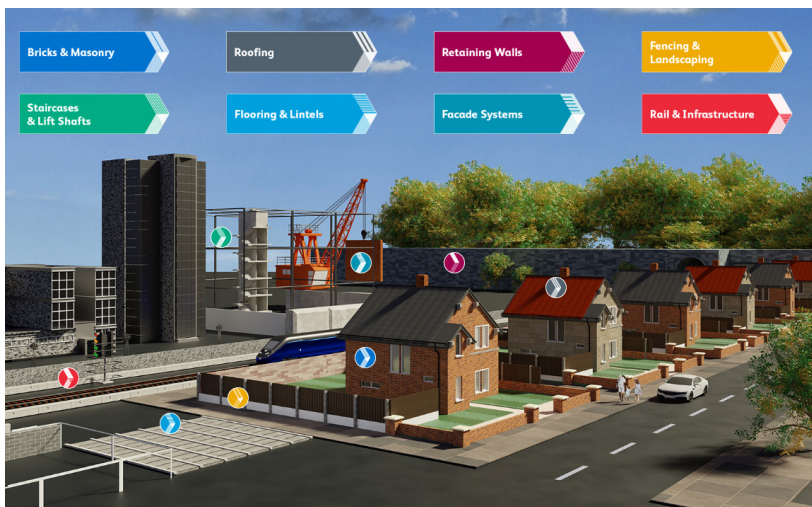 Bricks & Masonry
Roofing
Retaining Walls
Fencing &
Landscaping
Staircases
& Lift Shafts
Flooring & Lintels
Facade Systems
Rail & Infrastructure